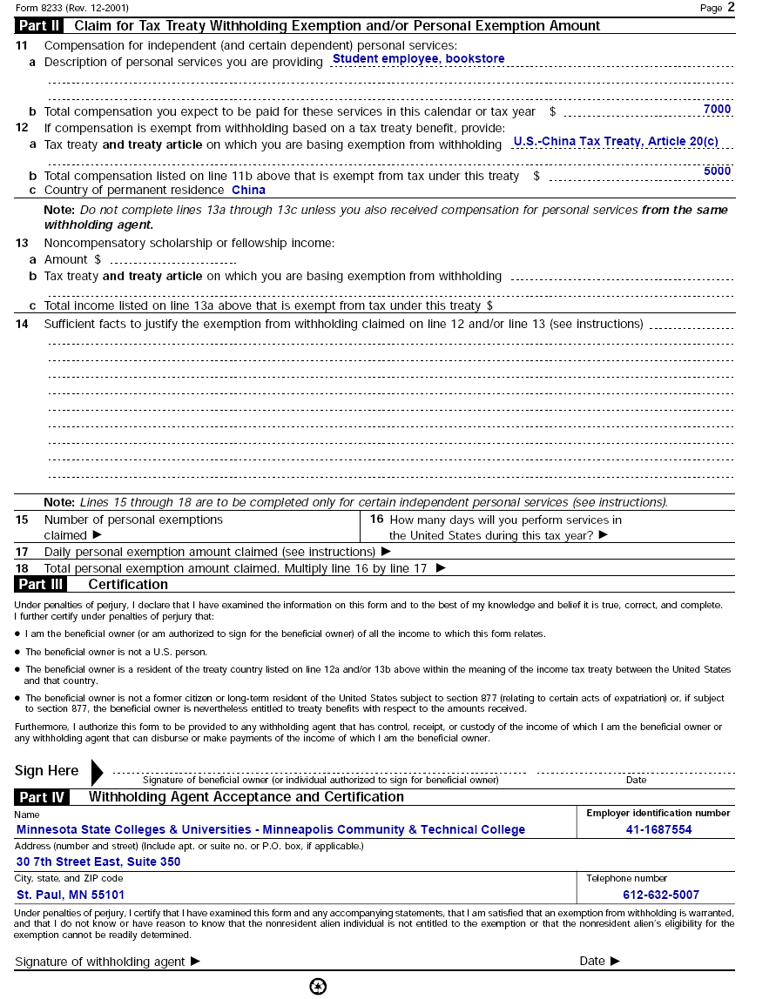 Form 8233 (Rev. 12-2001) Page 2
Part II Claim for Tax Treaty Withholding Exemption and/or Personal Exemption Amount
11 Compensation for independent (and certain dependent) personal services:
a Description of personal services you are providing Student employee, bookstore
b Total compensation you expect to be paid for these services in this calendar or tax year $ 7000
12 If compensation is exempt from withholding based on a tax treaty benefit, provide:
a Tax treaty and treaty article on which you are basing exemption from withholding U.S.-China Tax Treaty, Article 20(c)
b Total compensation listed on line 11b above that is exempt from tax under this treaty $ 5000
c Country of permanent residence China
Note: Do not complete lines 13a through 13c unless you also received compensation for personal services from the same
withholding agent.
13 Noncompensatory scholarship or fellowship income:
a Amount $
b Tax treaty and treaty article on which you are basing exemption from withholding
c Total income listed on line 13a above that is exempt from tax under this treaty $
14 Sufficient facts to justify the exemption from withholding claimed on line 12 and/or line 13 (see instructions)
Note: Lines 15 through 18 are to be completed only for certain independent personal services (see instructions).
15 Number of personal exemptions
claimed ▶
16 How many days will you perform services in
the United States during this tax year? ▶
17 Daily personal exemption amount claimed (see instructions) ▶
18 Total personal exemption amount claimed. Multiply line 16 by line 17 ▶
Part III Certification
Under penalties of perjury, I declare that I have examined the information on this form and to the best of my knowledge and belief it is true, correct, and complete.
I further certify under penalties of perjury that:
● I am the beneficial owner (or am authorized to sign for the beneficial owner) of all the income to which this form relates.
● The beneficial owner is not a U.S. person.
● The beneficial owner is a resident of the treaty country listed on line 12a and/or 13b above within the meaning of the income tax treaty between the United States
and that country.
● The beneficial owner is not a former citizen or long-term resident of the United States subject to section 877 (relating to certain acts of expatriation) or, if subject
to section 877, the beneficial owner is nevertheless entitled to treaty benefits with respect to the amounts received.
Furthermore, I authorize this form to be provided to any withholding agent that has control, receipt, or custody of the income of which I am the beneficial owner or
any withholding agent that can disburse or make payments of the income of which I am the beneficial owner.
Sign Here ▶
Signature of beneficial owner (or individual authorized to sign for beneficial owner) Date
Part IV Withholding Agent Acceptance and Certification
Name Employer identification number
Minnesota State Colleges & Universities - Minneapolis Community & Technical College 41-1687554
Address (number and street) (Include apt. or suite no. or P.O. box, if applicable.)
30 7th Street East, Suite 350
City, state, and ZIP code Telephone number
St. Paul, MN 55101 612-632-5007
Under penalties of perjury, I certify that I have examined this form and any accompanying statements, that I am satisfied that an exemption from withholding is warranted,
and that I do not know or have reason to know that the nonresident alien individual is not entitled to the exemption or that the nonresident alien's eligibility for the
exemption cannot be readily determined.
Signature of withholding agent ▶ Date ▶